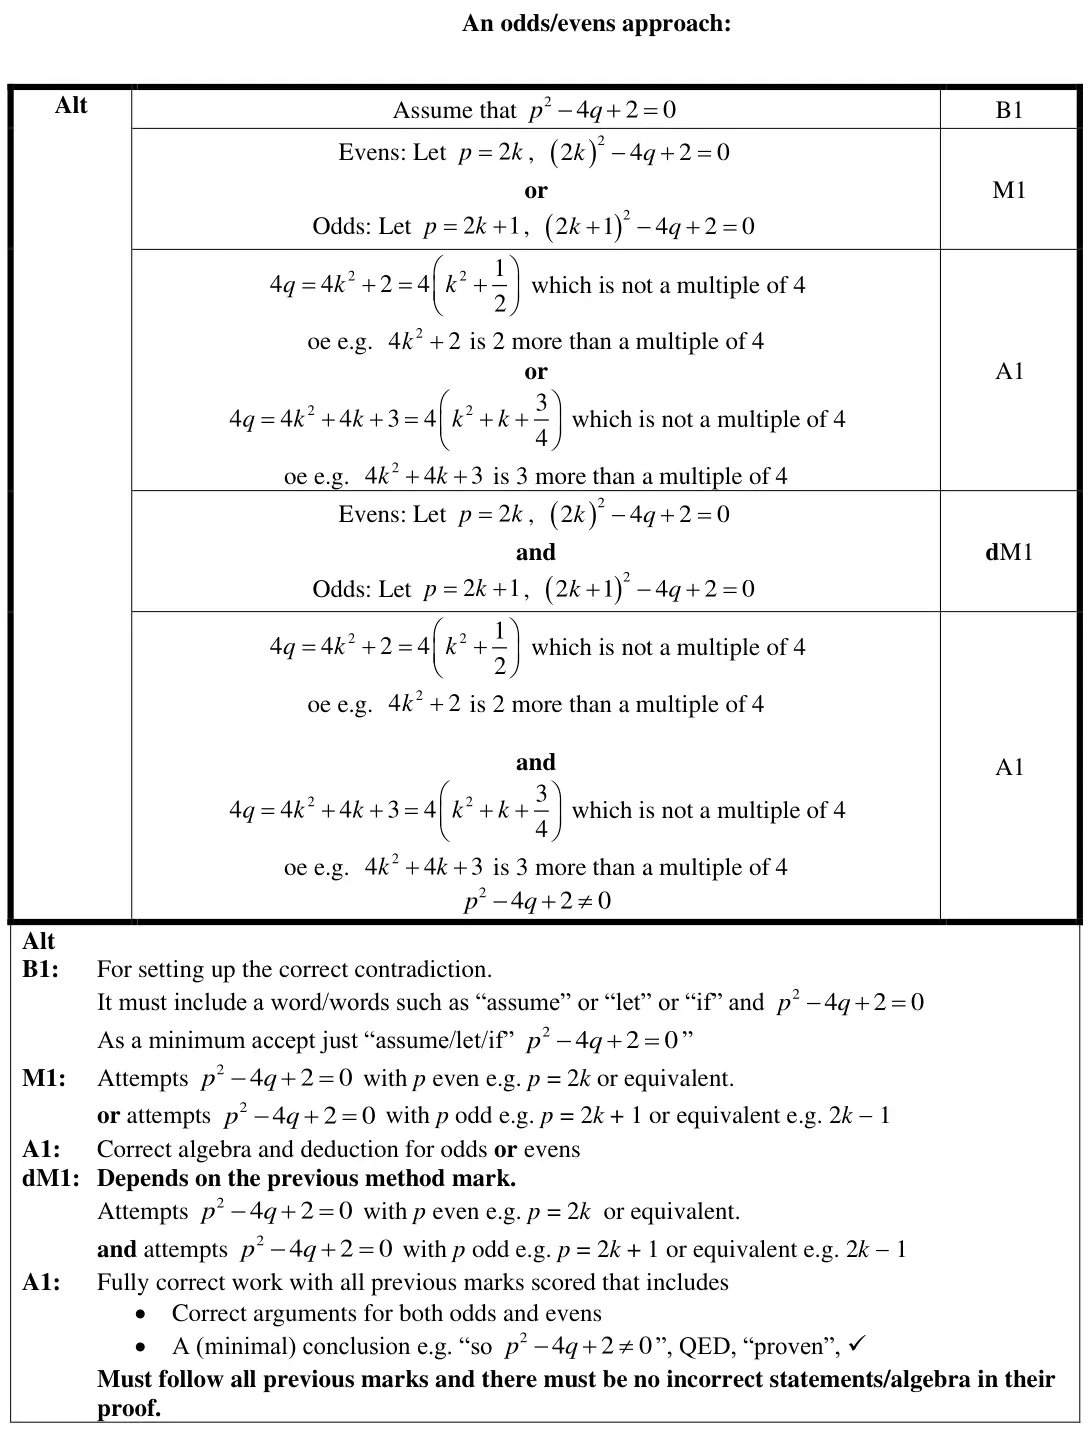 An odds/evens approach:
Alt
Assume that p² − 4q + 2 = 0
B1
Evens: Let p = 2k , (2k)² − 4q + 2 = 0
or
M1
Odds: Let p = 2k + 1, (2k + 1)² − 4q + 2 = 0
4q = 4k² + 2 = 4(k² + 1/2) which is not a multiple of 4
oe e.g. 4k² + 2 is 2 more than a multiple of 4
or
A1
4q = 4k² + 4k + 3 = 4(k² + k + 3/4) which is not a multiple of 4
oe e.g. 4k² + 4k + 3 is 3 more than a multiple of 4
Evens: Let p = 2k , (2k)² − 4q + 2 = 0
and
dM1
Odds: Let p = 2k + 1, (2k + 1)² − 4q + 2 = 0
4q = 4k² + 2 = 4(k² + 1/2) which is not a multiple of 4
oe e.g. 4k² + 2 is 2 more than a multiple of 4
and
A1
4q = 4k² + 4k + 3 = 4(k² + k + 3/4) which is not a multiple of 4
oe e.g. 4k² + 4k + 3 is 3 more than a multiple of 4
p² − 4q + 2 ≠ 0
Alt
B1: For setting up the correct contradiction.
It must include a word/words such as “assume” or “let” or “if” and p² − 4q + 2 = 0
As a minimum accept just “assume/let/if” p² − 4q + 2 = 0 ”
M1: Attempts p² − 4q + 2 = 0 with p even e.g. p = 2k or equivalent.
or attempts p² − 4q + 2 = 0 with p odd e.g. p = 2k + 1 or equivalent e.g. 2k − 1
A1: Correct algebra and deduction for odds or evens
dM1: Depends on the previous method mark.
Attempts p² − 4q + 2 = 0 with p even e.g. p = 2k or equivalent.
and attempts p² − 4q + 2 = 0 with p odd e.g. p = 2k + 1 or equivalent e.g. 2k − 1
A1: Fully correct work with all previous marks scored that includes
• Correct arguments for both odds and evens
• A (minimal) conclusion e.g. “so p² − 4q + 2 ≠ 0 ”, QED, “proven”, ✓
Must follow all previous marks and there must be no incorrect statements/algebra in their
proof.